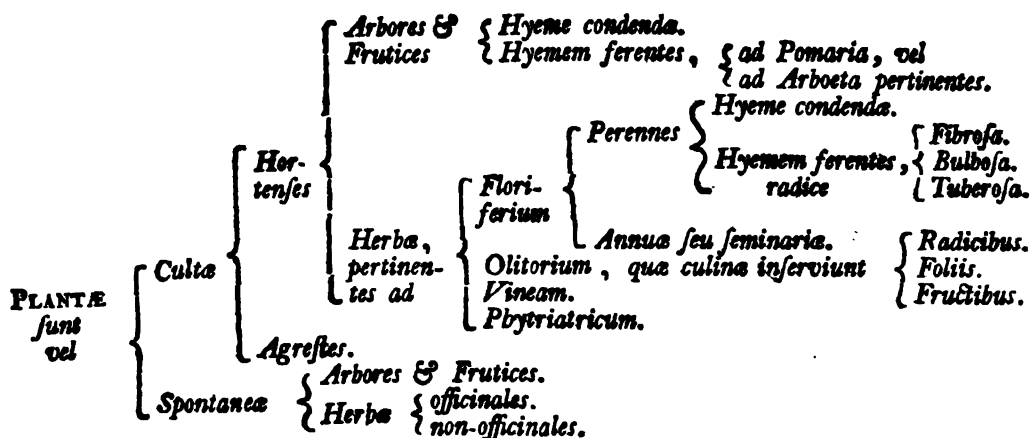 Arbores &
Frutices
Hyeme condendæ.
Hyemem ferentes,
ad Pomaria, vel
ad Arboeta pertinentes.
Hor-
tenſes
Perennes
Hyeme condendæ.
Hyemem ferentes,
radice
Fibroſa.
Bulboſa.
Tuberoſa.
Flori-
ferium
Annuæ ſeu ſeminariæ.
Herbæ,
pertinen-
tes ad
Olitorium, quæ culinæ inſerviunt
Radicibus.
Foliis.
Fructibus.
Vineam.
Phytriatricum.
Cultæ
PLANTÆ
ſunt
vel
Agreſtes.
Spontaneæ
Arbores & Frutices.
Herbæ
officinales.
non-officinales.